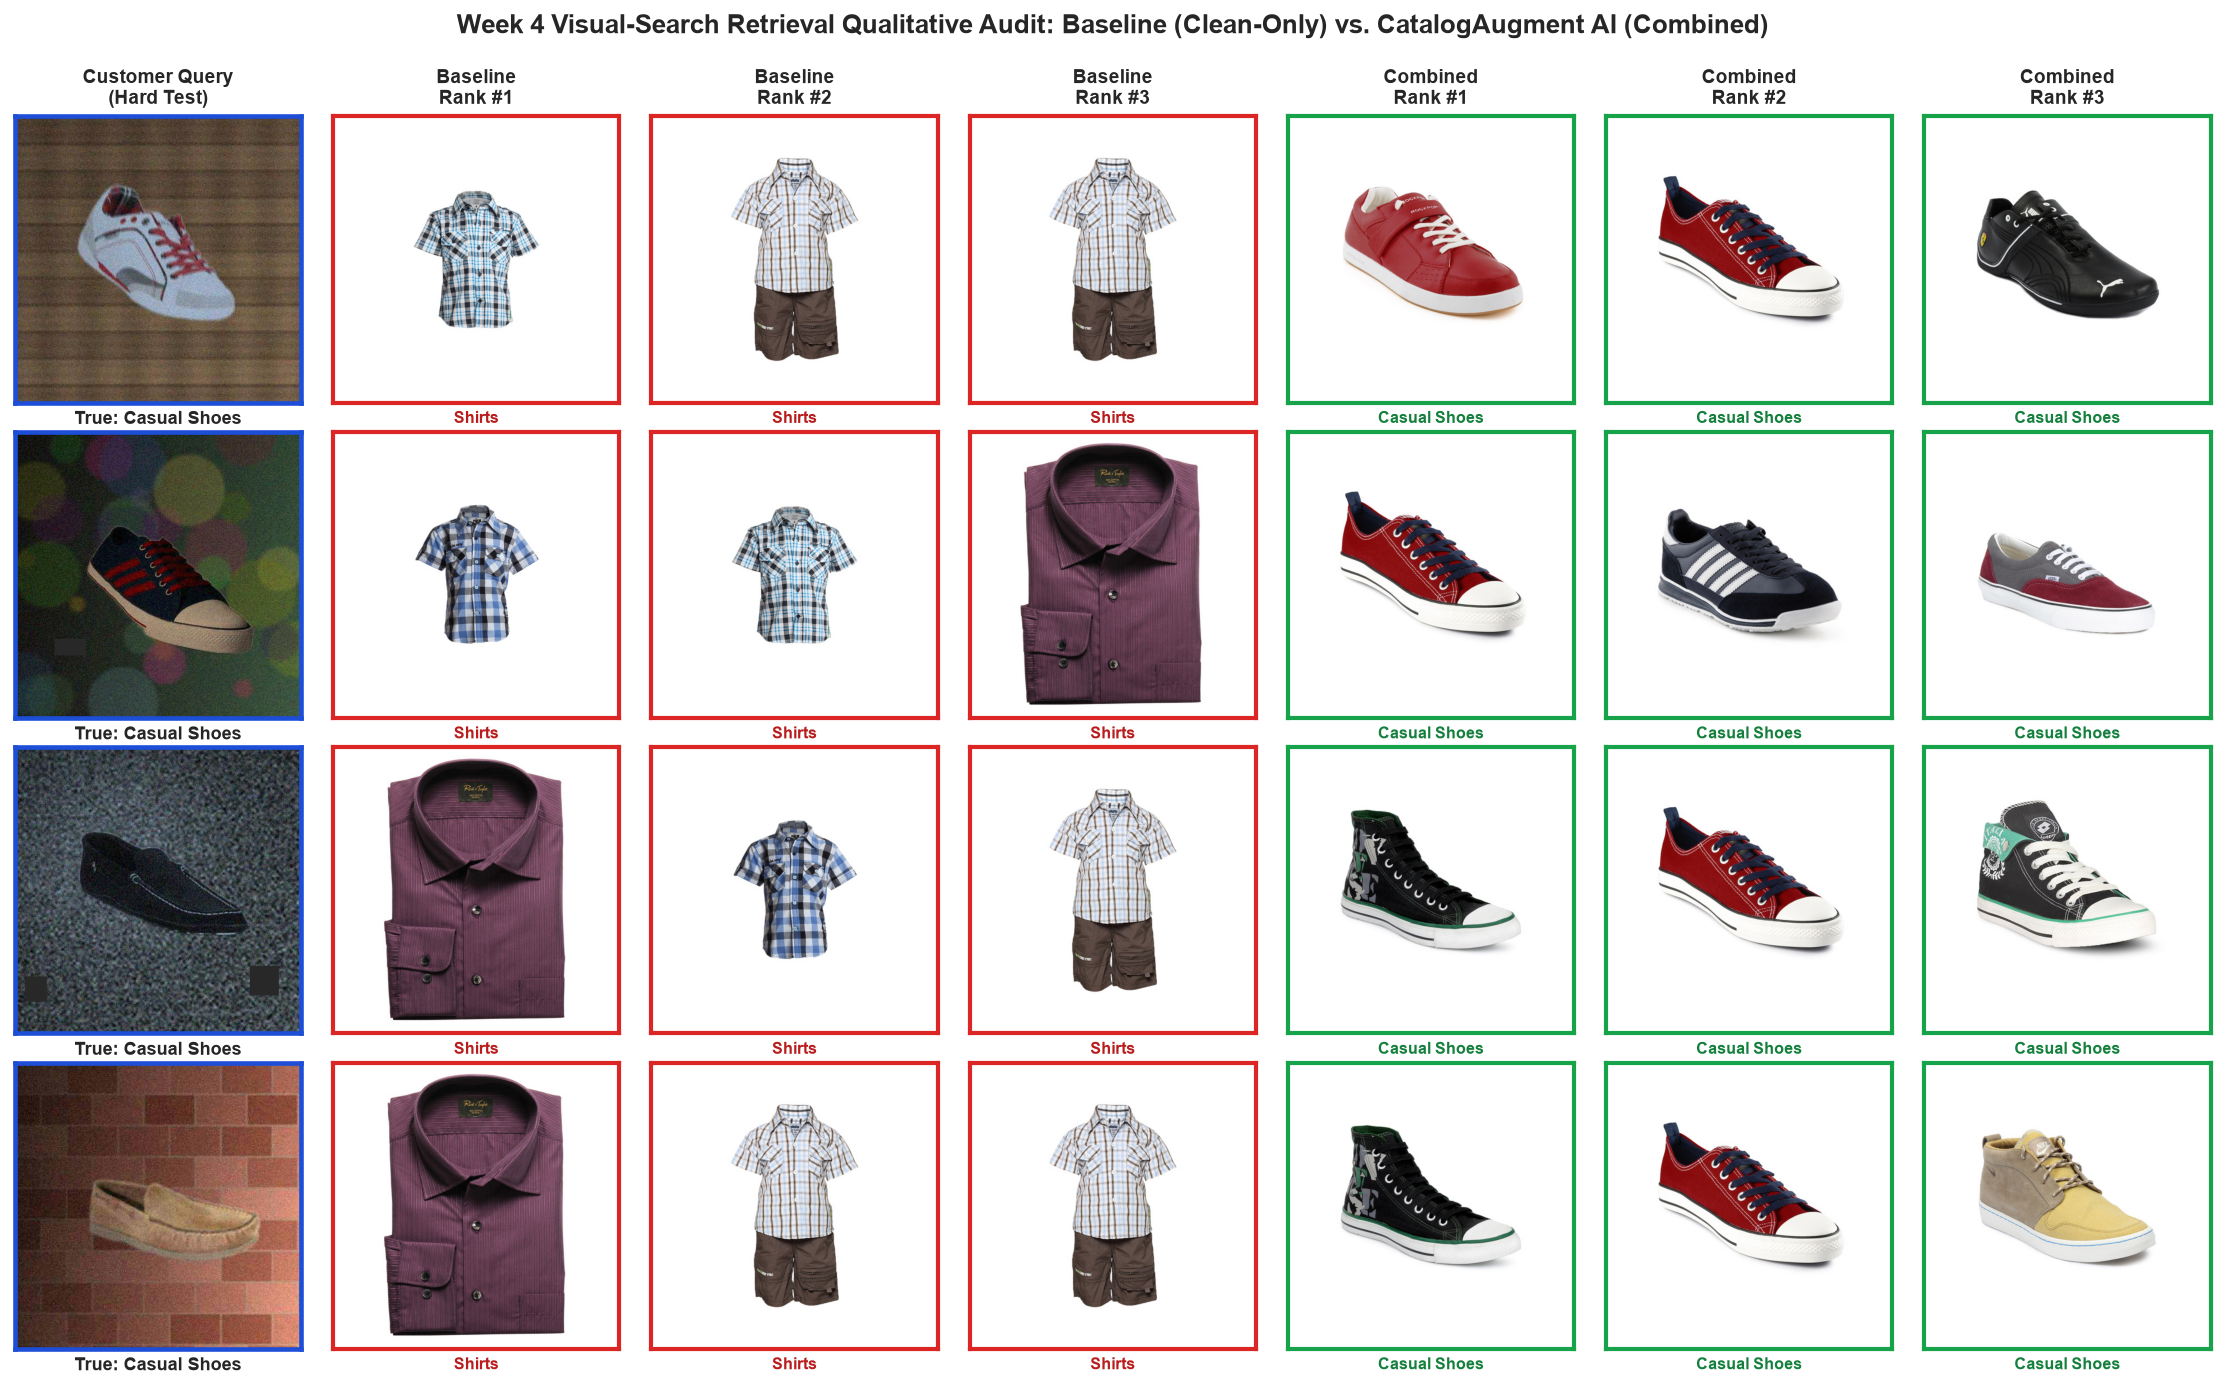 Week 4 Visual-Search Retrieval Qualitative Audit: Baseline (Clean-Only) vs. CatalogAugment AI (Combined)
Customer Query
(Hard Test)
Baseline
Rank #1
Baseline
Rank #2
Baseline
Rank #3
Combined
Rank #1
Combined
Rank #2
Combined
Rank #3
True: Casual Shoes
Shirts
Shirts
Shirts
Casual Shoes
Casual Shoes
Casual Shoes
True: Casual Shoes
Shirts
Shirts
Shirts
Casual Shoes
Casual Shoes
Casual Shoes
True: Casual Shoes
Shirts
Shirts
Shirts
Casual Shoes
Casual Shoes
Casual Shoes
True: Casual Shoes
Shirts
Shirts
Shirts
Casual Shoes
Casual Shoes
Casual Shoes